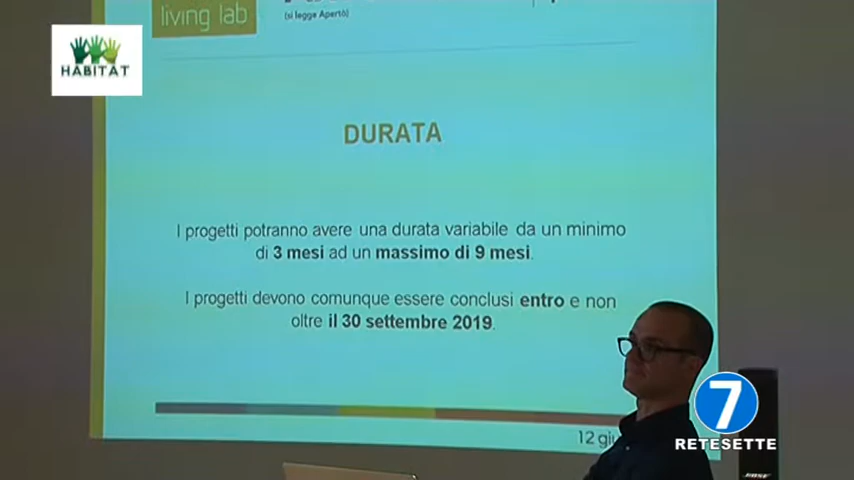 living lab
(si legge Apertò)
HABITAT
DURATA
I progetti potranno avere una durata variabile da un minimo
di 3 mesi ad un massimo di 9 mesi.
I progetti devono comunque essere conclusi entro e non
oltre il 30 settembre 2019.
12 giu
7
RETESETTE
BOSE